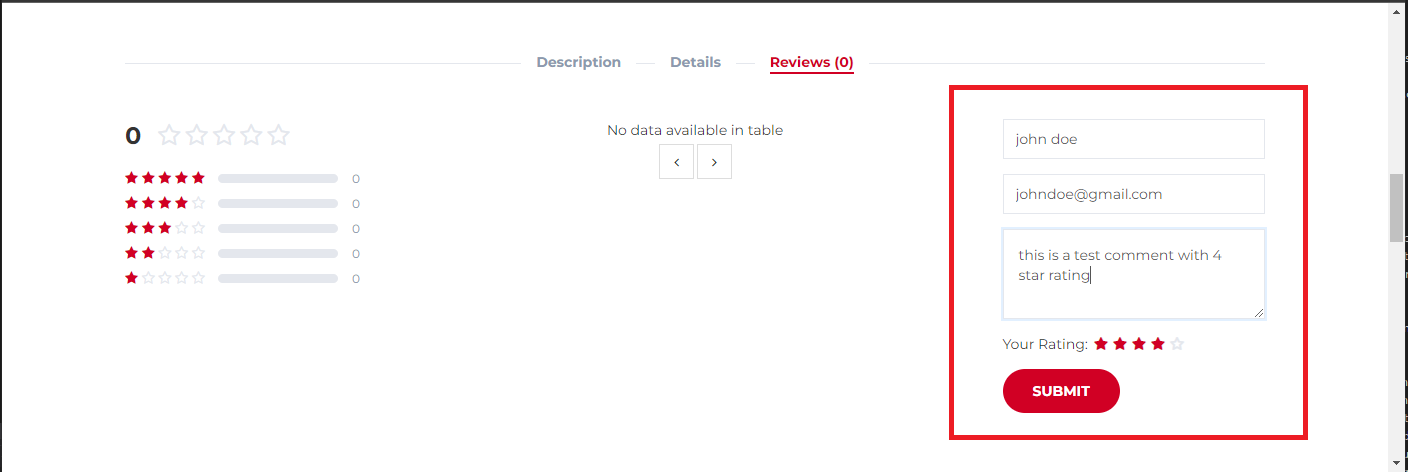 Description Details Reviews (0)
0
0
0
0
0
0
No data available in table
john doe
johndoe@gmail.com
this is a test comment with 4
star rating
Your Rating:
SUBMIT